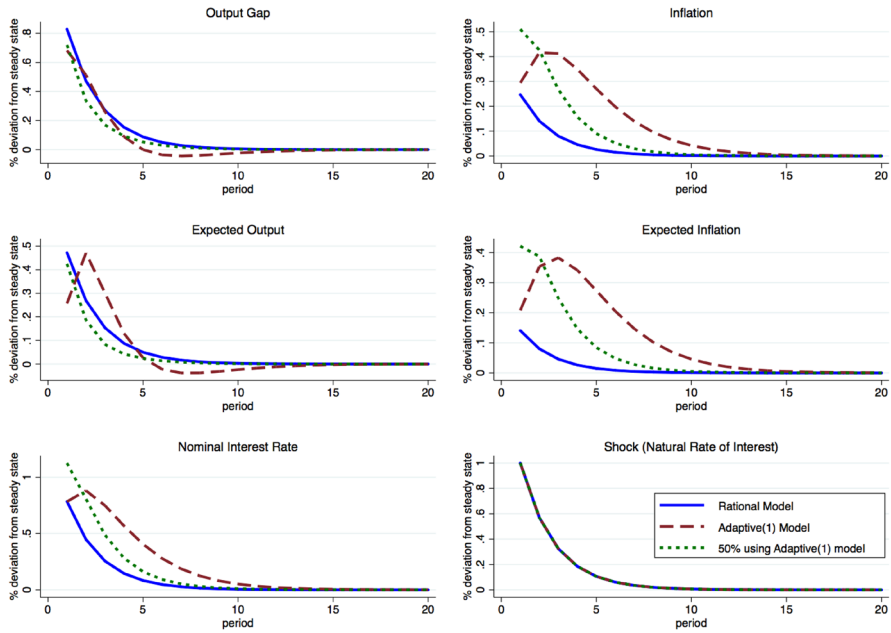 Output Gap
% deviation from steady state
0 .2 .4 .6 .8
0 5 10 15 20
period
Inflation
% deviation from steady state
0 .1 .2 .3 .4 .5
0 5 10 15 20
period
Expected Output
% deviation from steady state
0 .1 .2 .3 .4 .5
0 5 10 15 20
period
Expected Inflation
% deviation from steady state
0 .1 .2 .3 .4
0 5 10 15 20
period
Nominal Interest Rate
% deviation from steady state
0 .5 1
0 5 10 15 20
period
Shock (Natural Rate of Interest)
% deviation from steady state
0 .2 .4 .6 .8 1
0 5 10 15 20
period
Rational Model
Adaptive(1) Model
50% using Adaptive(1) model